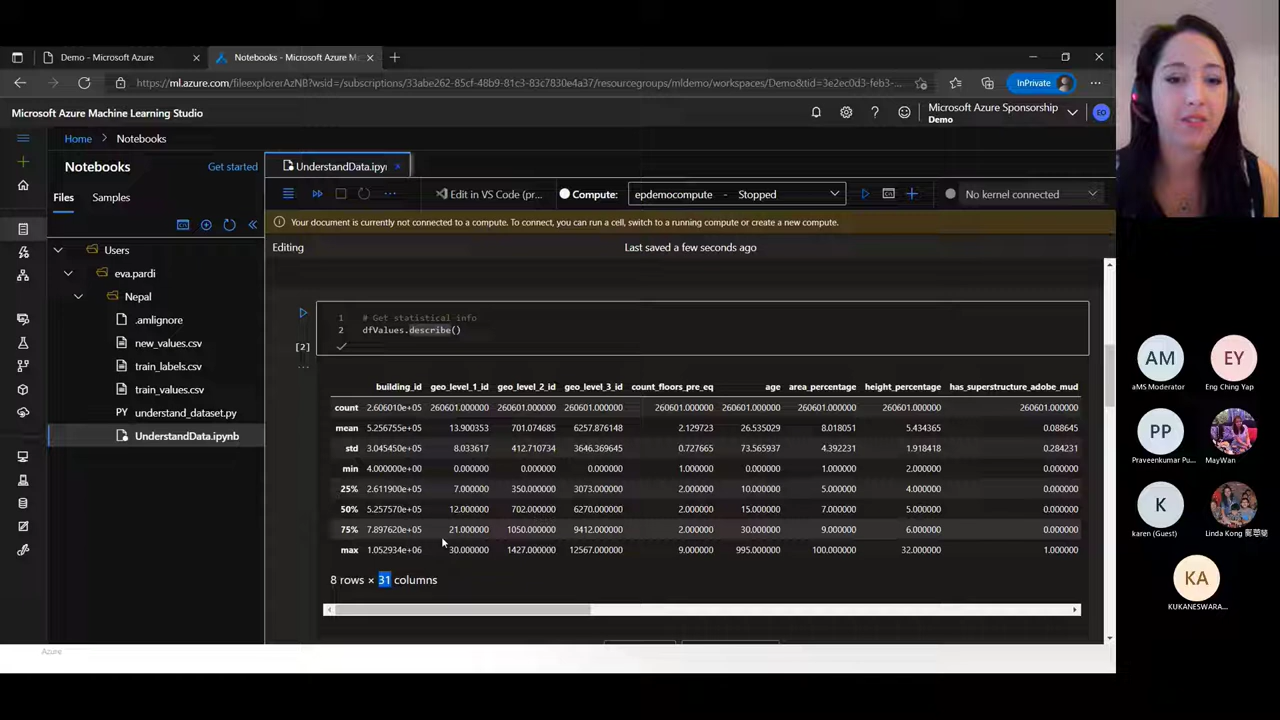 Demo - Microsoft Azure
Notebooks - Microsoft Azure M
https://ml.azure.com/fileexplorerAzNB?wsid=/subscriptions/33abe262-85cf-48b9-81c3-83c7830e4a37/resourcegroups/mldemo/workspaces/Demo&tid=3e2ec0d3-feb3-...
InPrivate
Microsoft Azure Machine Learning Studio
Microsoft Azure Sponsorship
Demo
EO
Home > Notebooks
Notebooks
Get started
UnderstandData.ipyn
Files
Samples
Edit in VS Code (pr...
Compute:
epdemocompute - Stopped
No kernel connected
Your document is currently not connected to a compute. To connect, you can run a cell, switch to a running compute or create a new compute.
Editing
Last saved a few seconds ago
Users
eva.pardi
Nepal
.amlignore
new_values.csv
train_labels.csv
train_values.csv
PY understand_dataset.py
UnderstandData.ipynb
1 # Get statistical info
2 dfValues.describe()
[2]
building_id geo_level_1_id geo_level_2_id geo_level_3_id count_floors_pre_eq age area_percentage height_percentage has_superstructure_adobe_mud
count 2.606010e+05 260601.000000 260601.000000 260601.000000 260601.000000 260601.000000 260601.000000 260601.000000 260601.000000
mean 5.256755e+05 13.900353 701.074685 6257.876148 2.129723 26.535029 8.018051 5.434365 0.088645
std 3.045450e+05 8.033617 412.710734 3646.369645 0.727665 73.565937 4.392231 1.918418 0.284231
min 4.000000e+00 0.000000 0.000000 0.000000 1.000000 0.000000 1.000000 2.000000 0.000000
25% 2.611900e+05 7.000000 350.000000 3073.000000 2.000000 10.000000 5.000000 4.000000 0.000000
50% 5.257570e+05 12.000000 702.000000 6270.000000 2.000000 15.000000 7.000000 5.000000 0.000000
75% 7.897620e+05 21.000000 1050.000000 9412.000000 2.000000 30.000000 9.000000 6.000000 0.000000
max 1.052934e+06 30.000000 1427.000000 12567.000000 9.000000 995.000000 100.000000 32.000000 1.000000
8 rows × 31 columns
Azure
AM
EY
aMS Moderator
Eng Ching Yap
PP
Praveenkumar Pu...
MayWan
K
karen (Guest)
Linda Kong
KA
KUKANESWARA...